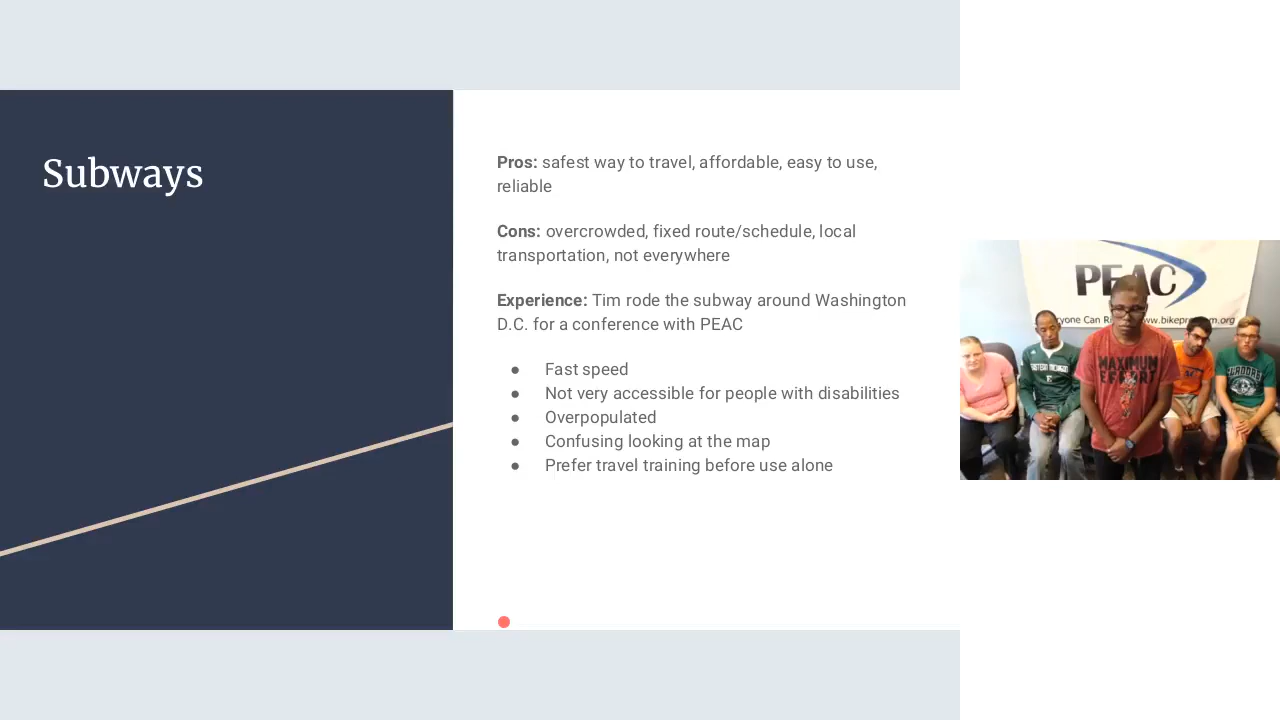 Subways
Pros: safest way to travel, affordable, easy to use,
reliable
Cons: overcrowded, fixed route/schedule, local
transportation, not everywhere
Experience: Tim rode the subway around Washington
D.C. for a conference with PEAC
● Fast speed
● Not very accessible for people with disabilities
● Overpopulated
● Confusing looking at the map
● Prefer travel training before use alone
PEAC
MAXIMUM
EFFORT